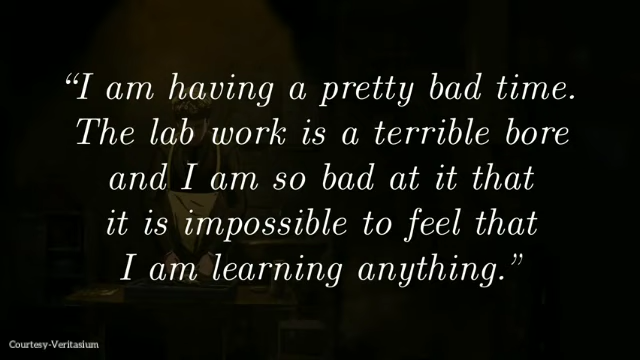 “I am having a pretty bad time.
The lab work is a terrible bore
and I am so bad at it that
it is impossible to feel that
I am learning anything.”
Courtesy-Veritasium